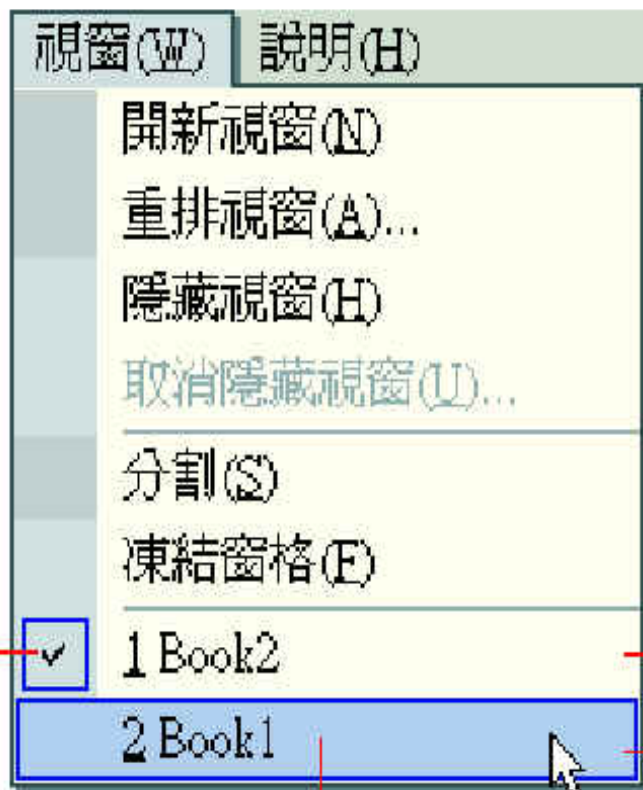 視窗(W) 說明(H)
開新視窗(N)
重排視窗(A)...
隱藏視窗(H)
取消隱藏視窗(U)...
分割(S)
凍結窗格(F)
1 Book2
2 Book1